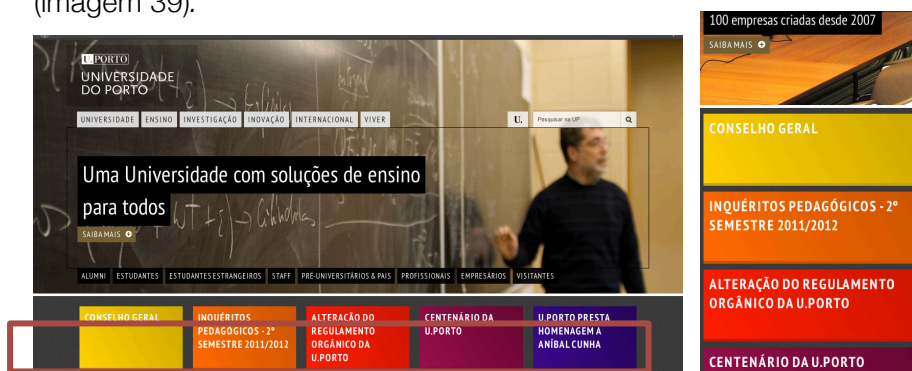 (imagem 39).
U.PORTO
UNIVERSIDADE
DO PORTO
UNIVERSIDADE ENSINO INVESTIGAÇÃO INOVAÇÃO INTERNACIONAL VIVER U. Pesquisar na UP
Uma Universidade com soluções de ensino
para todos
SAIBA MAIS
ALUMNI ESTUDANTES ESTUDANTES ESTRANGEIROS STAFF PRÉ-UNIVERSITÁRIOS & PAIS PROFISSIONAIS EMPRESÁRIOS VISITANTES
CONSELHO GERAL
INQUÉRITOS
PEDAGÓGICOS - 2º
SEMESTRE 2011/2012
ALTERAÇÃO DO
REGULAMENTO
ORGÂNICO DA
U.PORTO
CENTENÁRIO DA
U.PORTO
U.PORTO PRESTA
HOMENAGEM A
ANÍBAL CUNHA
100 empresas criadas desde 2007
SAIBA MAIS
CONSELHO GERAL
INQUÉRITOS PEDAGÓGICOS - 2º
SEMESTRE 2011/2012
ALTERAÇÃO DO REGULAMENTO
ORGÂNICO DA U.PORTO
CENTENÁRIO DA U.PORTO